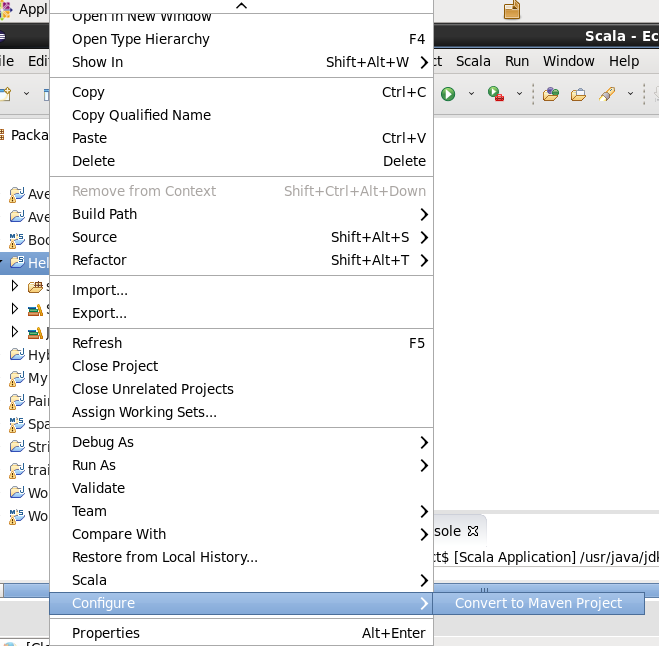 Appl
Open in New Window
Open Type Hierarchy F4
Scala - Ec
Show In Shift+Alt+W
ile Edi
ct Scala Run Window Help
Copy Ctrl+C
Copy Qualified Name
Packa
Paste Ctrl+V
Delete Delete
Remove from Context Shift+Ctrl+Alt+Down
Ave
Build Path
Ave
Source Shift+Alt+S
Boo
Refactor Shift+Alt+T
Hel
Import...
s
Export...
S
J
Refresh F5
Hyb
Close Project
My
Close Unrelated Projects
Pair
Assign Working Sets...
Spa
Debug As
Stri
Run As
trai
Validate
Wo
Team
Wo
Compare With
sole
Restore from Local History...
ct$ [Scala Application] /usr/java/jdk
Scala
Configure
Convert to Maven Project
Properties Alt+Enter